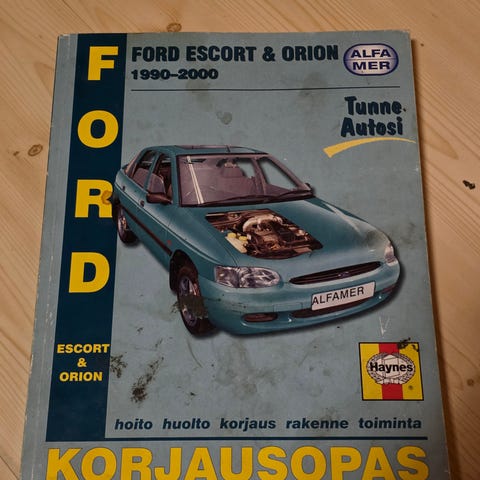 FORD
FORD ESCORT & ORION
1990-2000
ALFA
MER
Tunne
Autosi
ALFAMER
ESCORT
&
ORION
Haynes
hoito huolto korjaus rakenne toiminta
KORJAUSOPAS